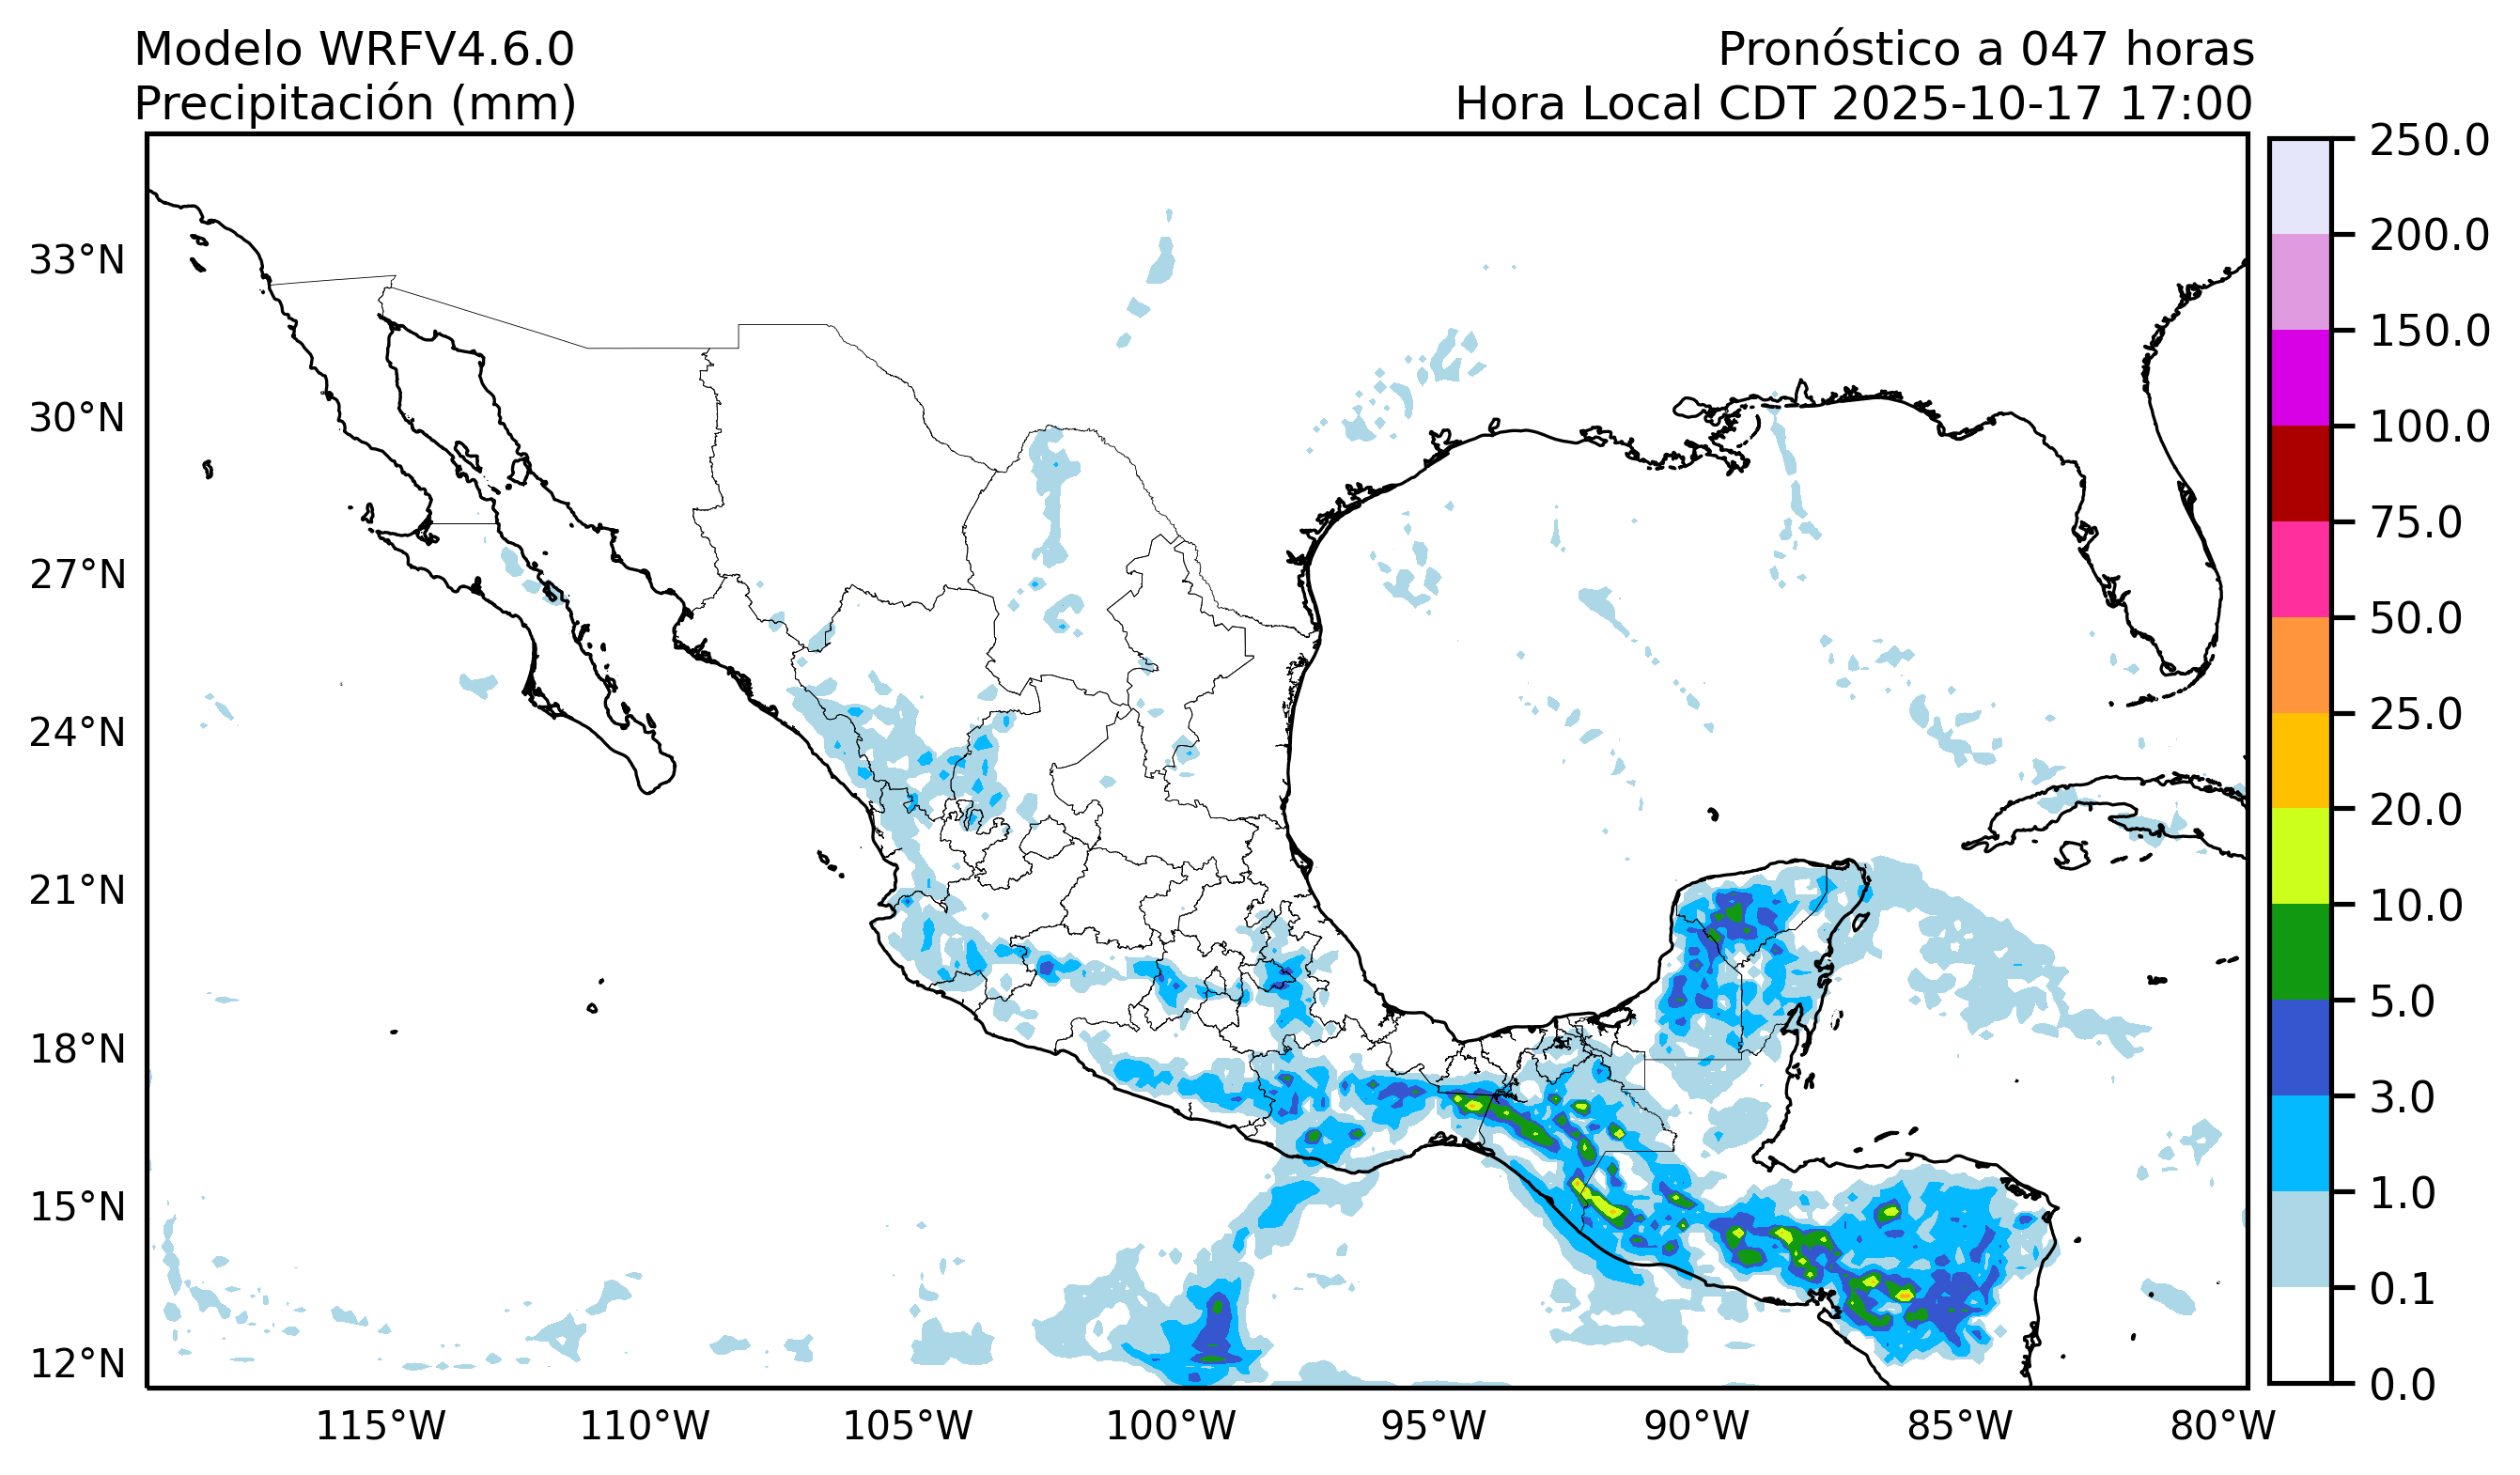 Modelo WRFV4.6.0
Precipitación (mm)
Pronóstico a 047 horas
Hora Local CDT 2025-10-17 17:00
33°N
30°N
27°N
24°N
21°N
18°N
15°N
12°N
115°W
110°W
105°W
100°W
95°W
90°W
85°W
80°W
250.0
200.0
150.0
100.0
75.0
50.0
25.0
20.0
10.0
5.0
3.0
1.0
0.1
0.0